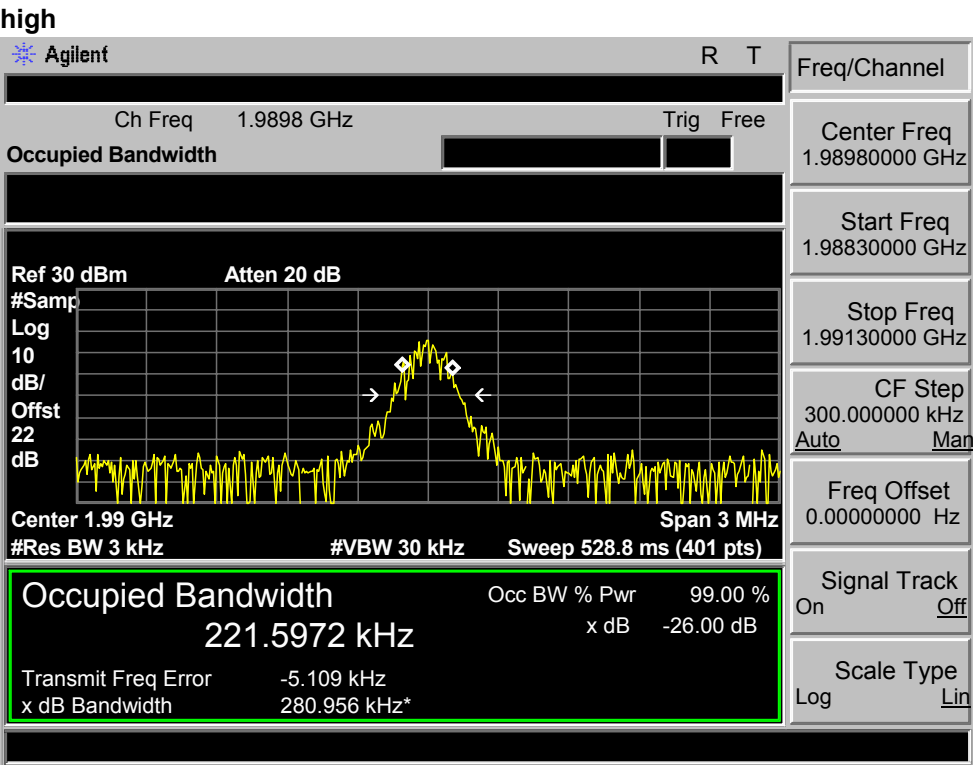 high
Agilent R T
Ch Freq 1.9898 GHz Trig Free
Occupied Bandwidth
Ref 30 dBm Atten 20 dB
#Samp
Log
10
dB/
Offst
22
dB
Center 1.99 GHz Span 3 MHz
#Res BW 3 kHz #VBW 30 kHz Sweep 528.8 ms (401 pts)
Occupied Bandwidth Occ BW % Pwr 99.00 %
221.5972 kHz x dB -26.00 dB
Transmit Freq Error -5.109 kHz
x dB Bandwidth 280.956 kHz*
Freq/Channel
Center Freq
1.98980000 GHz
Start Freq
1.98830000 GHz
Stop Freq
1.99130000 GHz
CF Step
300.000000 kHz
Auto Man
Freq Offset
0.00000000 Hz
Signal Track
On Off
Scale Type
Log Lin